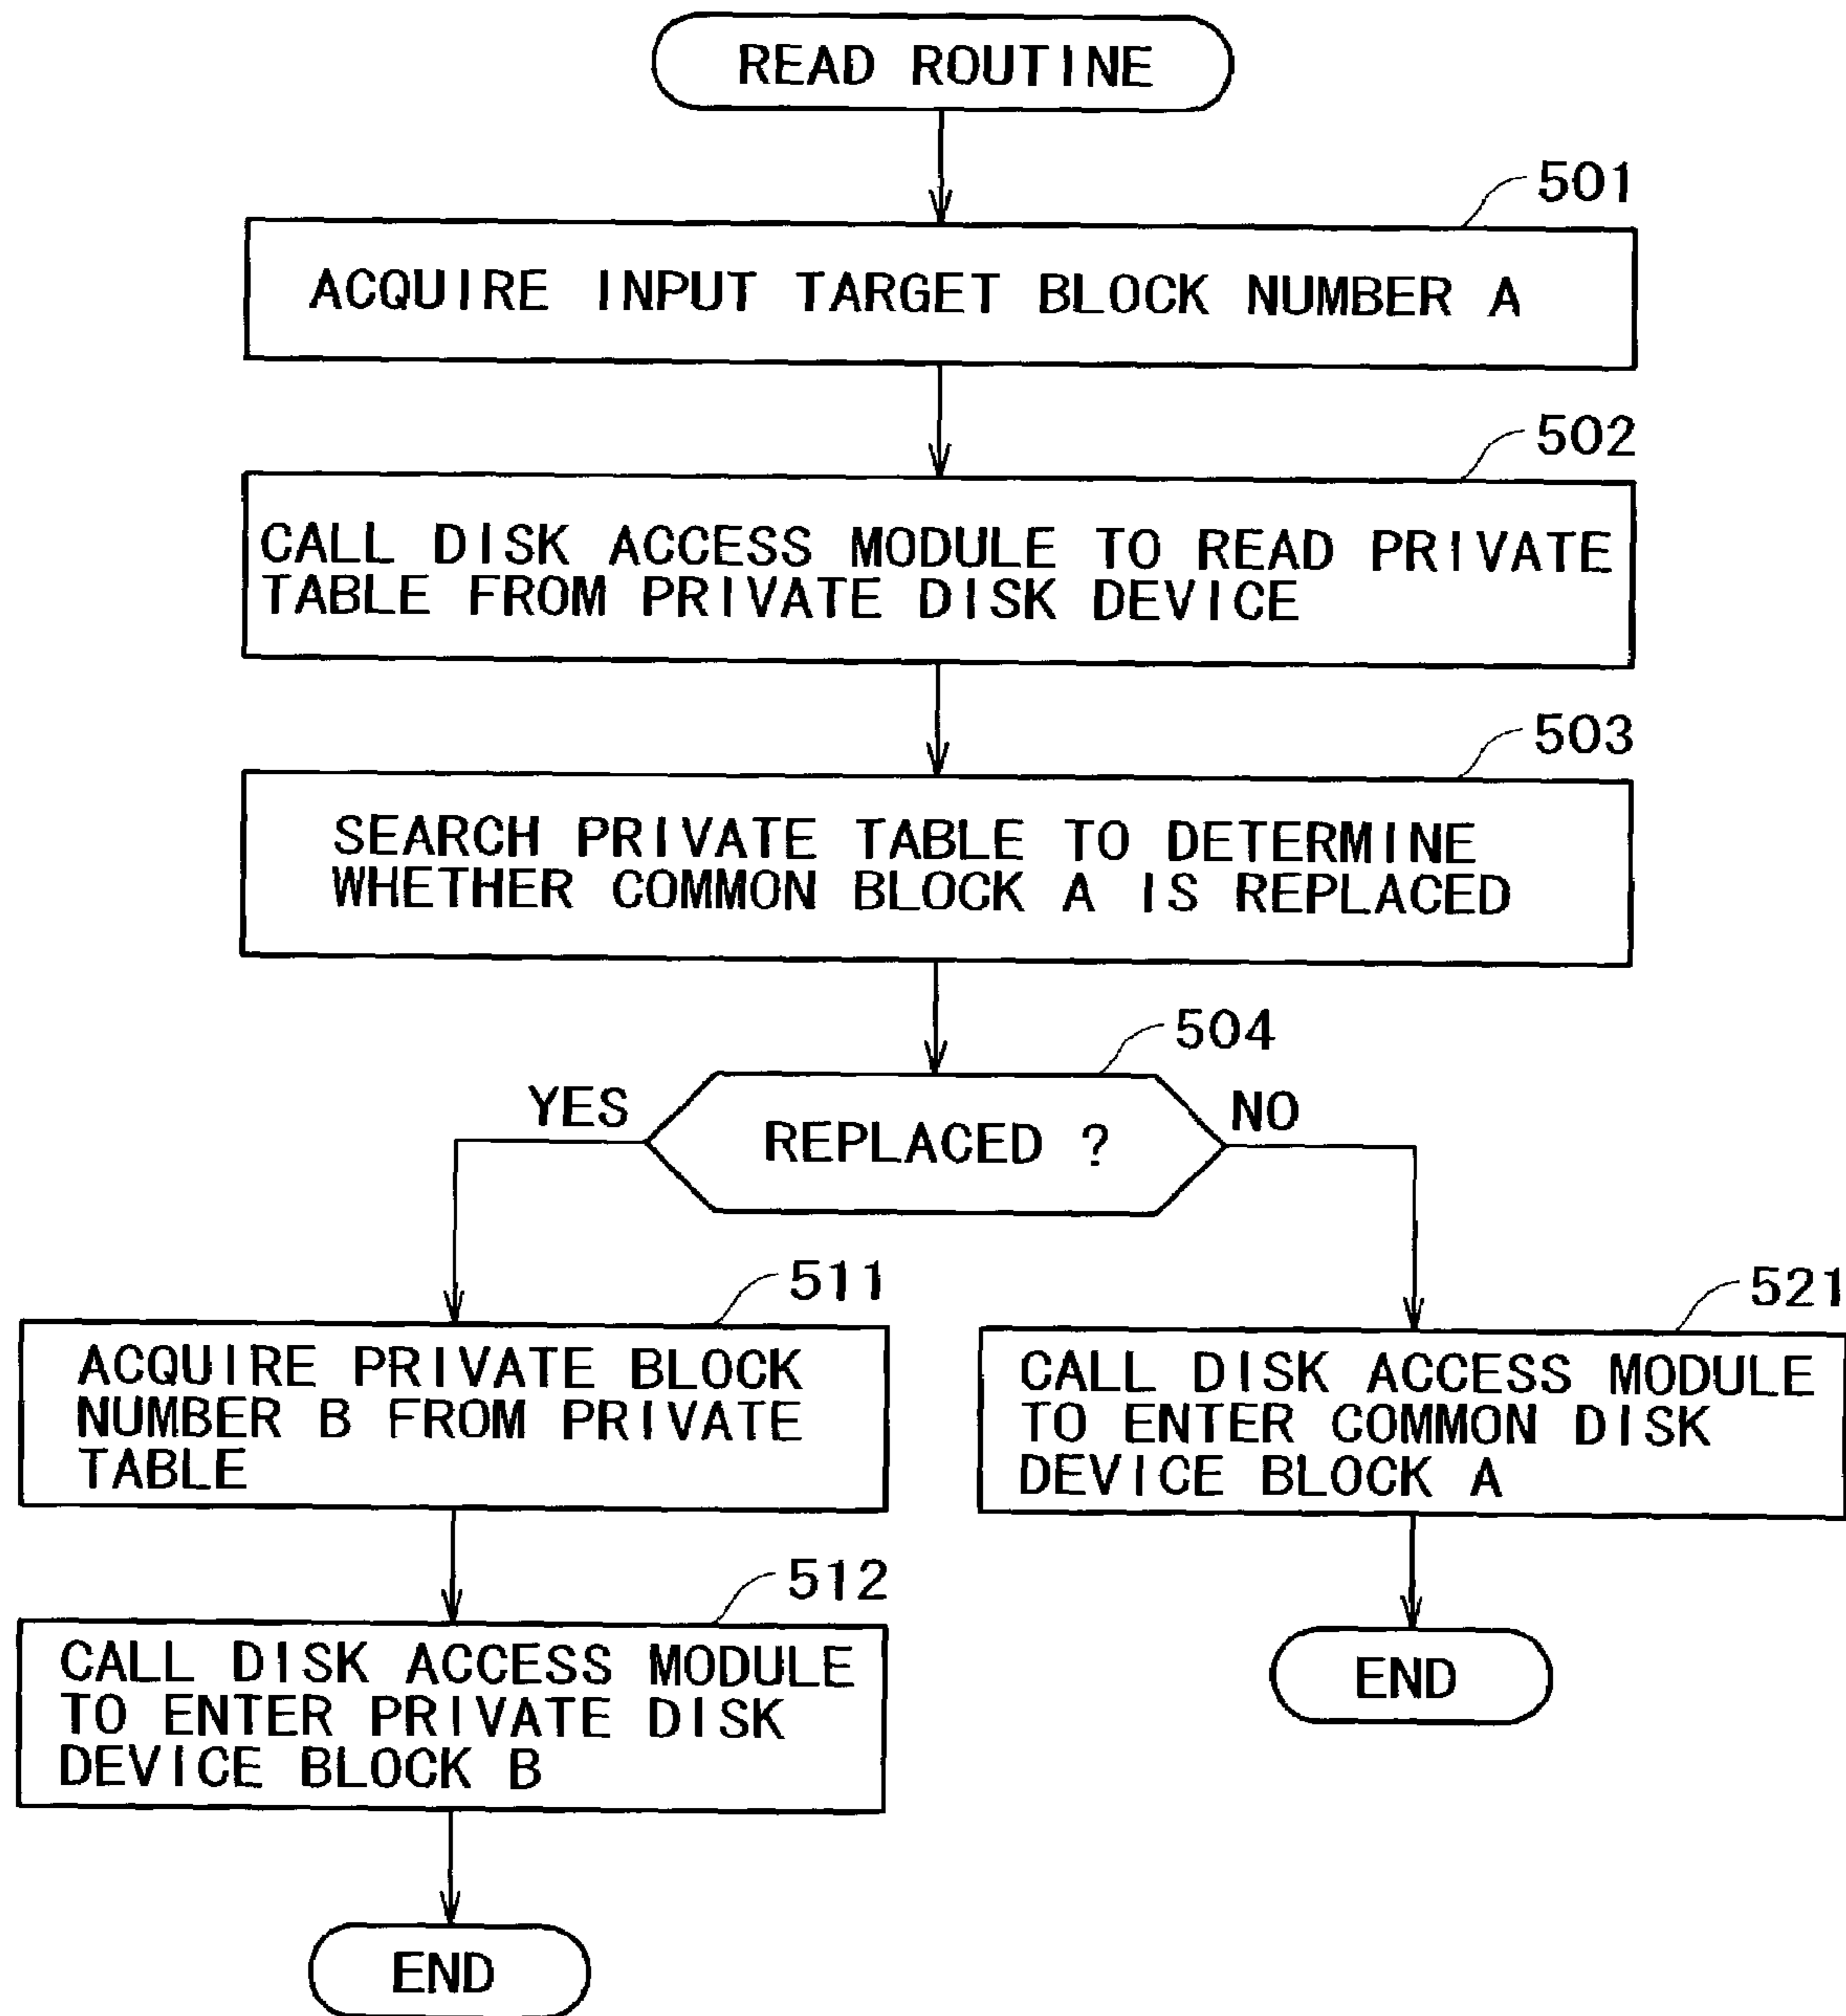 READ ROUTINE
501
ACQUIRE INPUT TARGET BLOCK NUMBER A
502
CALL DISK ACCESS MODULE TO READ PRIVATE
TABLE FROM PRIVATE DISK DEVICE
503
SEARCH PRIVATE TABLE TO DETERMINE
WHETHER COMMON BLOCK A IS REPLACED
504
YES
REPLACED ?
NO
511
ACQUIRE PRIVATE BLOCK
NUMBER B FROM PRIVATE
TABLE
521
CALL DISK ACCESS MODULE
TO ENTER COMMON DISK
DEVICE BLOCK A
512
CALL DISK ACCESS MODULE
TO ENTER PRIVATE DISK
DEVICE BLOCK B
END
END